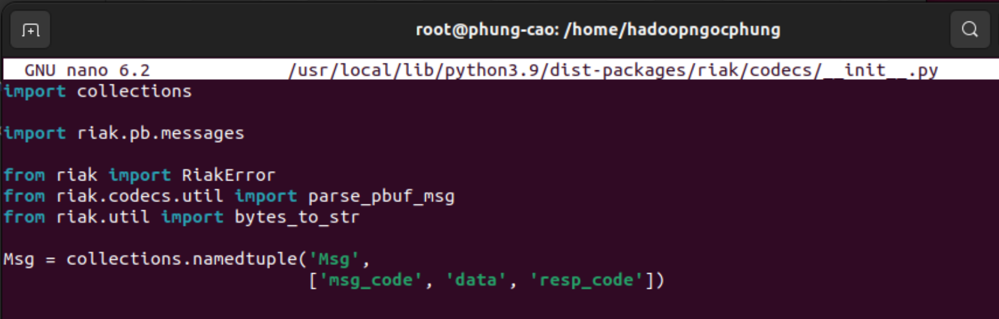 root@phung-cao: /home/hadoopngocphung
GNU nano 6.2 /usr/local/lib/python3.9/dist-packages/riak/codecs/__init__.py
import collections
import riak.pb.messages
from riak import RiakError
from riak.codecs.util import parse_pbuf_msg
from riak.util import bytes_to_str
Msg = collections.namedtuple('Msg',
['msg_code', 'data', 'resp_code'])